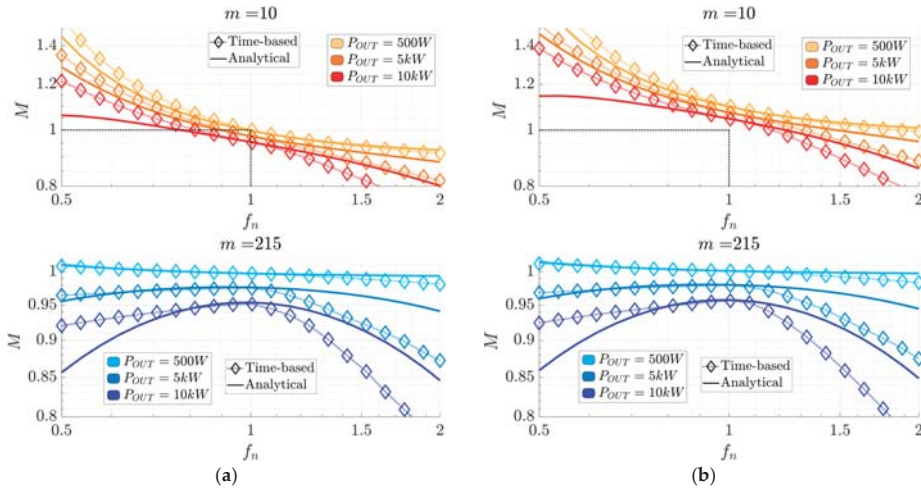 m = 10
1.4
1.2
1
0.8
M
Time-based
Analytical
P_OUT = 500W
P_OUT = 5kW
P_OUT = 10kW
0.5
1
1.5
2
f_n
m = 10
1.4
1.2
1
0.8
M
Time-based
Analytical
P_OUT = 500W
P_OUT = 5kW
P_OUT = 10kW
0.5
1
1.5
2
f_n
m = 215
1
0.95
0.9
0.85
0.8
M
P_OUT = 500W
P_OUT = 5kW
P_OUT = 10kW
Time-based
Analytical
0.5
1
1.5
2
f_n
m = 215
1
0.95
0.9
0.85
0.8
M
P_OUT = 500W
P_OUT = 5kW
P_OUT = 10kW
Time-based
Analytical
0.5
1
1.5
2
f_n
(a)
(b)